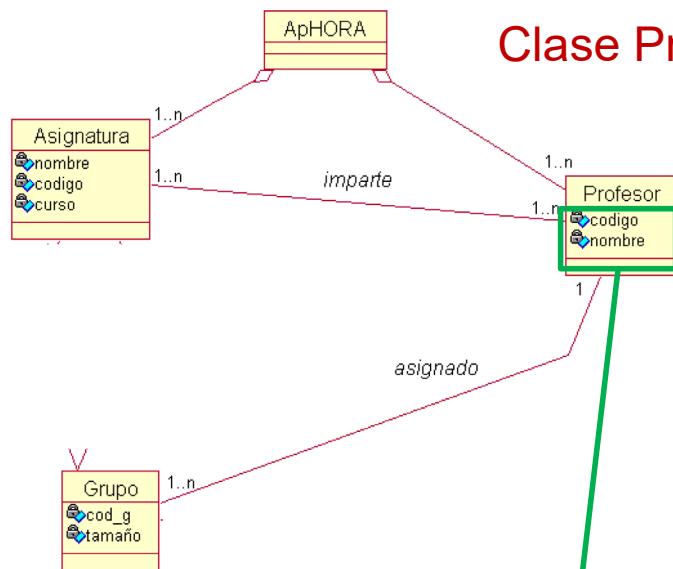 ApHORA
Clase Pr
1..n
Asignatura
nombre
codigo
curso
1..n
imparte
1..n
1..n
Profesor
codigo
nombre
1
asignado
1..n
Grupo
cod_g
tamaño